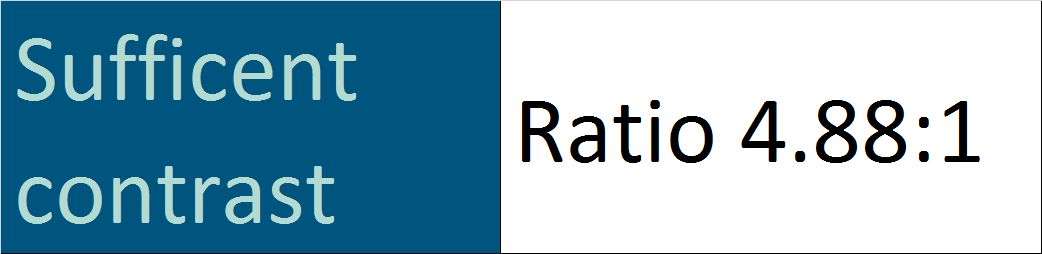 Sufficent
contrast
Ratio 4.88:1